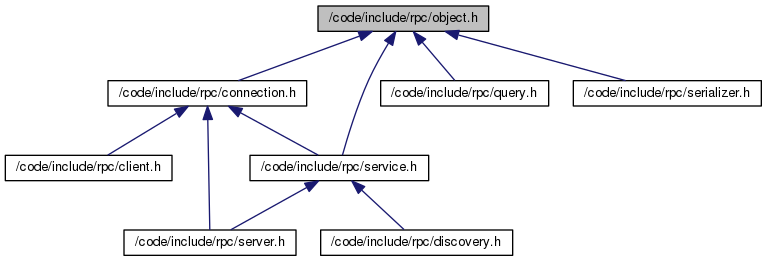 /code/include/rpc/object.h
/code/include/rpc/connection.h
/code/include/rpc/query.h
/code/include/rpc/serializer.h
/code/include/rpc/client.h
/code/include/rpc/service.h
/code/include/rpc/server.h
/code/include/rpc/discovery.h